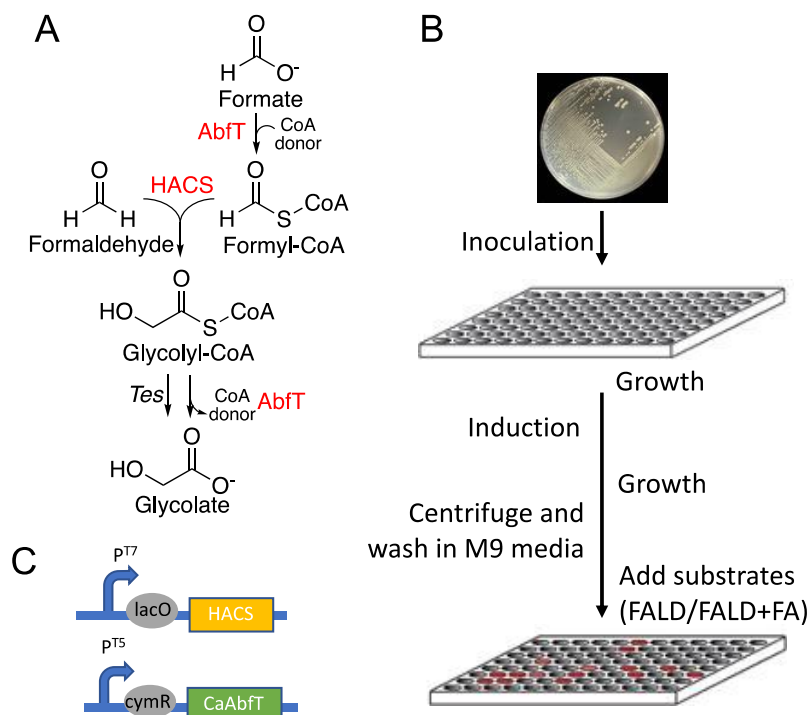 A
O
H
O-
Formate
AbfT
CoA
donor
HACS
O
H
H
Formaldehyde
O
H
S
CoA
Formyl-CoA
O
HO
S
CoA
Glycolyl-CoA
Tes
CoA
donor
AbfT
O
HO
O-
Glycolate
B
Inoculation
Growth
Induction
Growth
Centrifuge and
wash in M9 media
Add substrates
(FALD/FALD+FA)
C
PT7
lacO
HACS
PT5
cymR
CaAbfT